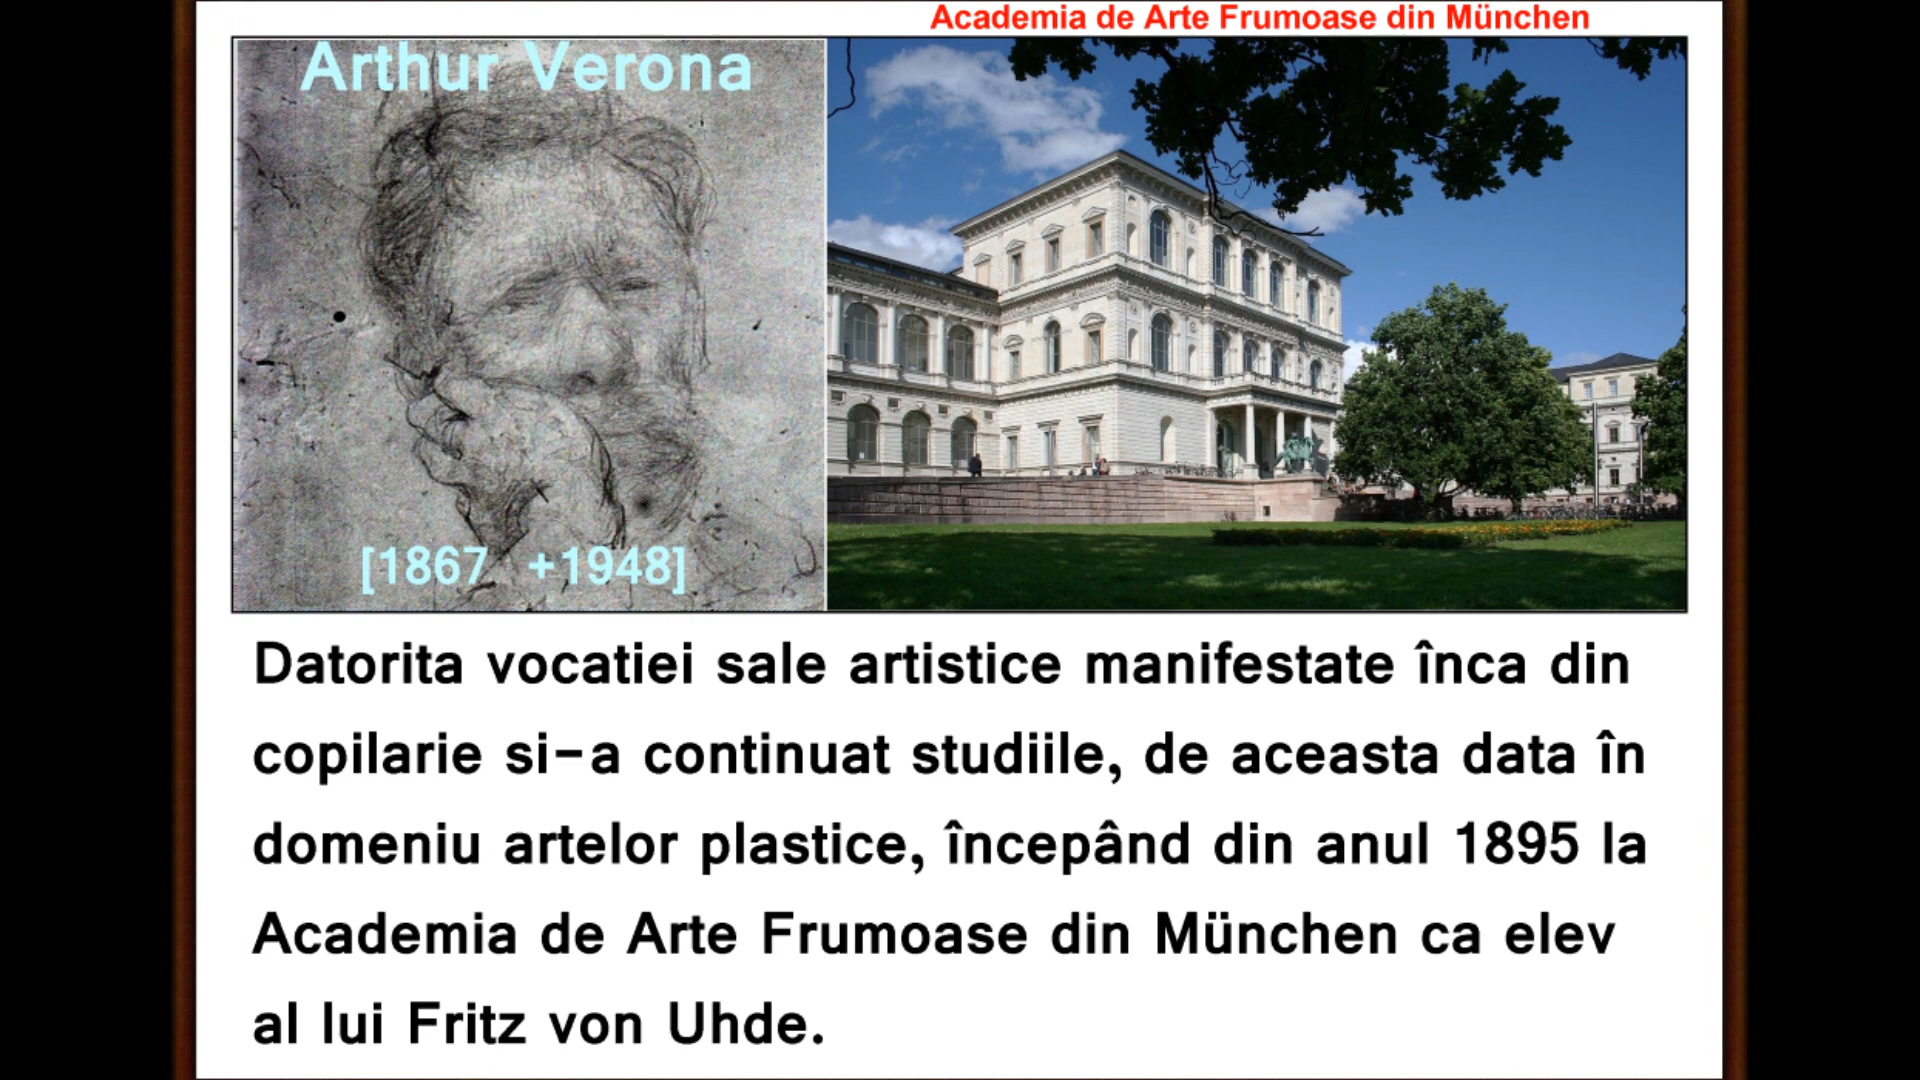 Academia de Arte Frumoase din München
Arthur Verona
[1867 +1948]
Datorita vocatiei sale artistice manifestate înca din
copilarie si-a continuat studiile, de aceasta data în
domeniu artelor plastice, începând din anul 1895 la
Academia de Arte Frumoase din München ca elev
al lui Fritz von Uhde.